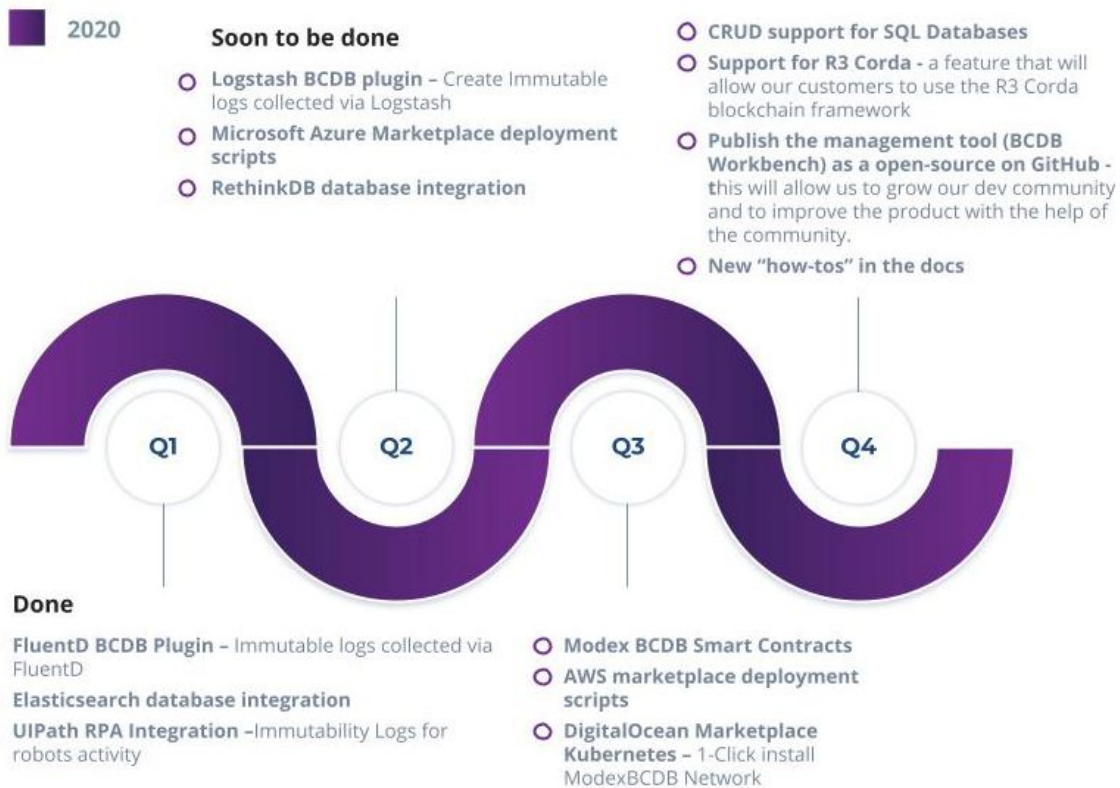 2020
Soon to be done
Logstash BCDB plugin – Create Immutable
logs collected via Logstash
Microsoft Azure Marketplace deployment
scripts
RethinkDB database integration
CRUD support for SQL Databases
Support for R3 Corda - a feature that will
allow our customers to use the R3 Corda
blockchain framework
Publish the management tool (BCDB
Workbench) as a open-source on GitHub -
this will allow us to grow our dev community
and to improve the product with the help of
the community.
New “how-tos” in the docs
Q1
Q2
Q3
Q4
Done
FluentD BCDB Plugin – Immutable logs collected via
FluentD
Elasticsearch database integration
UIPath RPA Integration –Immutability Logs for
robots activity
Modex BCDB Smart Contracts
AWS marketplace deployment
scripts
DigitalOcean Marketplace
Kubernetes – 1-Click install
ModexBCDB Network